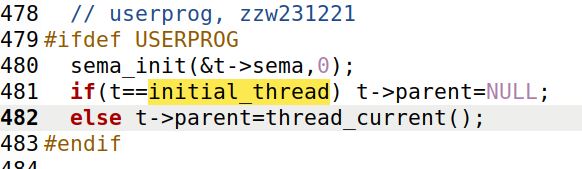 478   // userprog, zzw231221
479 #ifdef USERPROG
480   sema_init(&t->sema,0);
481   if(t==initial_thread) t->parent=NULL;
482   else t->parent=thread_current();
483 #endif
484